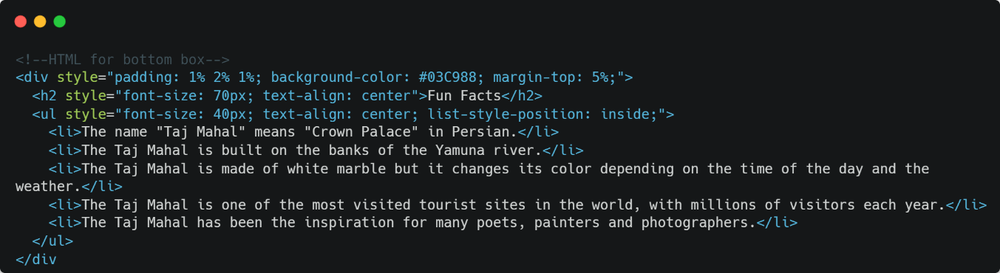 <!--HTML for bottom box-->
<div style="padding: 1% 2% 1%; background-color: #03C988; margin-top: 5%;">
  <h2 style="font-size: 70px; text-align: center">Fun Facts</h2>
  <ul style="font-size: 40px; text-align: center; list-style-position: inside;">
    <li>The name "Taj Mahal" means "Crown Palace" in Persian.</li>
    <li>The Taj Mahal is built on the banks of the Yamuna river.</li>
    <li>The Taj Mahal is made of white marble but it changes its color depending on the time of the day and the
weather.</li>
    <li>The Taj Mahal is one of the most visited tourist sites in the world, with millions of visitors each year.</li>
    <li>The Taj Mahal has been the inspiration for many poets, painters and photographers.</li>
  </ul>
</div